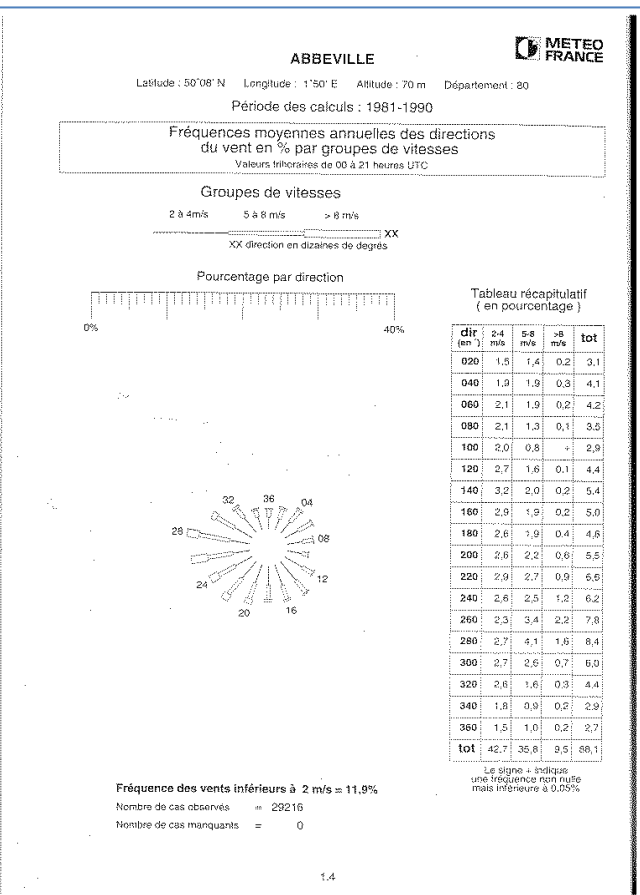 METEO
FRANCE
ABBEVILLE
Latitude : 50°08' N Longitude : 1°50' E Altitude : 70 m Département : 80
Période des calculs : 1981-1990
Fréquences moyennes annuelles des directions
du vent en % par groupes de vitesses
Valeurs trihoraires de 00 à 21 heures UTC
Groupes de vitesses
2 à 4m/s 5 à 8 m/s > 8 m/s
XX
XX direction en dizaines de degrés
Pourcentage par direction
0% 40%
32 36 04
28 08
24 12
20 16
Tableau récapitulatif
( en pourcentage )
dir (en °) 2-4 m/s 5-8 m/s >8 m/s tot
020 1,5 1,4 0,2 3,1
040 1,9 1,9 0,3 4,1
060 2,1 1,9 0,2 4,2
080 2,1 1,3 0,1 3,5
100 2,0 0,8 + 2,9
120 2,7 1,6 0,1 4,4
140 3,2 2,0 0,2 5,4
160 2,9 1,9 0,2 5,0
180 2,6 1,9 0,4 4,8
200 2,6 2,2 0,6 5,5
220 2,9 2,7 0,9 6,6
240 2,6 2,5 1,2 6,2
260 2,3 3,4 2,2 7,8
280 2,7 4,1 1,6 8,4
300 2,7 2,6 0,7 6,0
320 2,6 1,6 0,3 4,4
340 1,8 0,9 0,2 2,9
360 1,5 1,0 0,2 2,7
tot 42,7 35,8 9,5 88,1
Le signe + indique
une fréquence non nulle
mais inférieure à 0.05%
Fréquence des vents inférieurs à 2 m/s = 11.9%
Nombre de cas observés = 29216
Nombre de cas manquants = 0
1.4